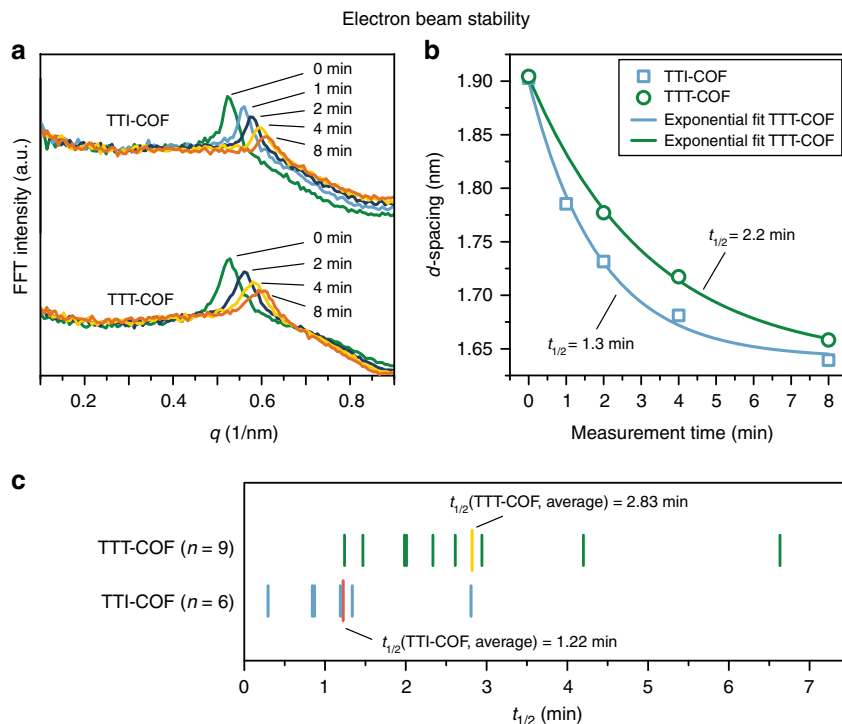 Electron beam stability
a
TTI-COF
0 min
1 min
2 min
4 min
8 min
TTT-COF
0 min
2 min
4 min
8 min
FFT intensity (a.u.)
0.2 0.4 0.6 0.8
q (1/nm)
b
TTI-COF
TTT-COF
Exponential fit TTT-COF
Exponential fit TTT-COF
t1/2 = 2.2 min
t1/2 = 1.3 min
1.90
1.85
1.80
1.75
1.70
1.65
d-spacing (nm)
0 1 2 3 4 5 6 7 8
Measurement time (min)
c
t1/2(TTT-COF, average) = 2.83 min
TTT-COF (n = 9)
TTI-COF (n = 6)
t1/2(TTI-COF, average) = 1.22 min
0 1 2 3 4 5 6 7
t1/2 (min)